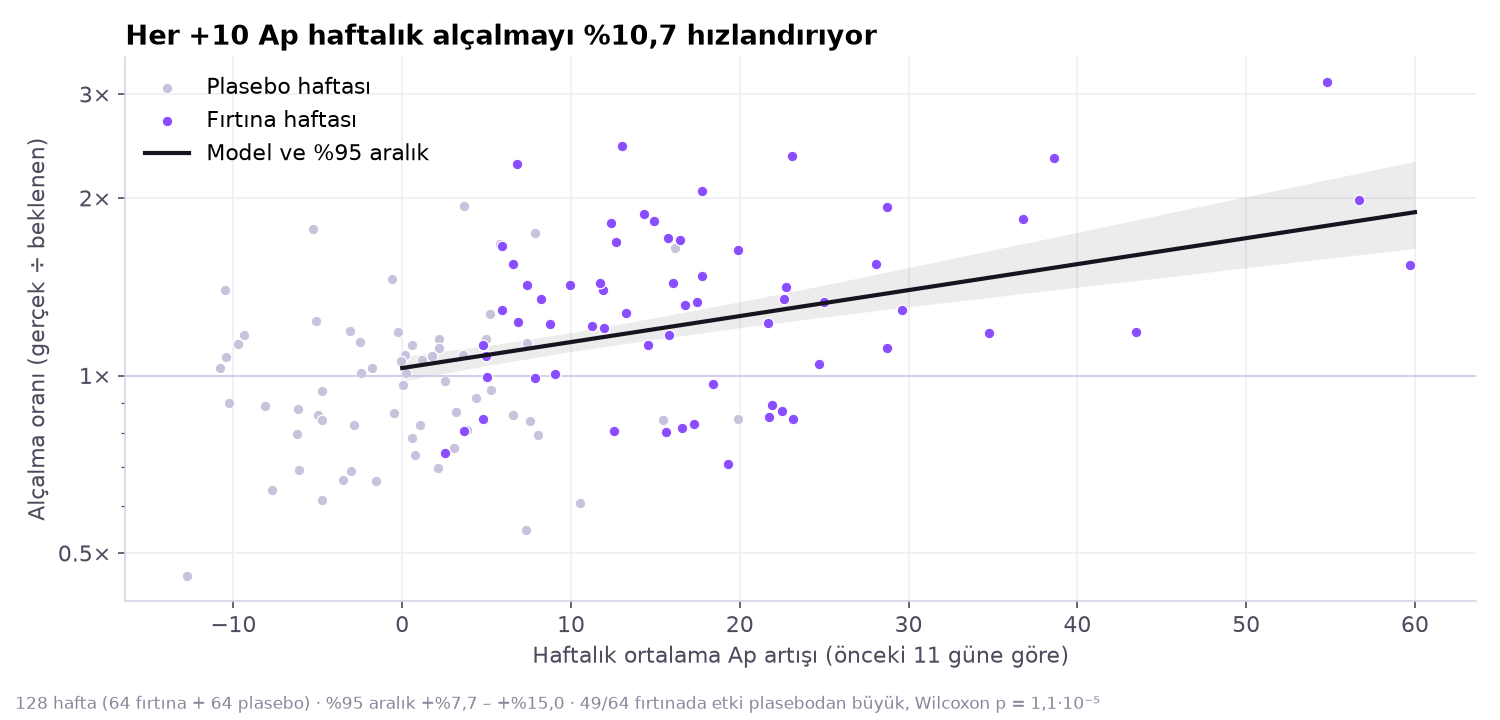 Her +10 Ap haftalık alçalmayı %10,7 hızlandırıyor
Plasebo haftası
Fırtına haftası
Model ve %95 aralık
Alçalma oranı (gerçek ÷ beklenen)
3×
2×
1×
0.5×
−10
0
10
20
30
40
50
60
Haftalık ortalama Ap artışı (önceki 11 güne göre)
128 hafta (64 fırtına + 64 plasebo) · %95 aralık +%7,7 – +%15,0 · 49/64 fırtınada etki plasebodan büyük, Wilcoxon p = 1,1·10⁻⁵